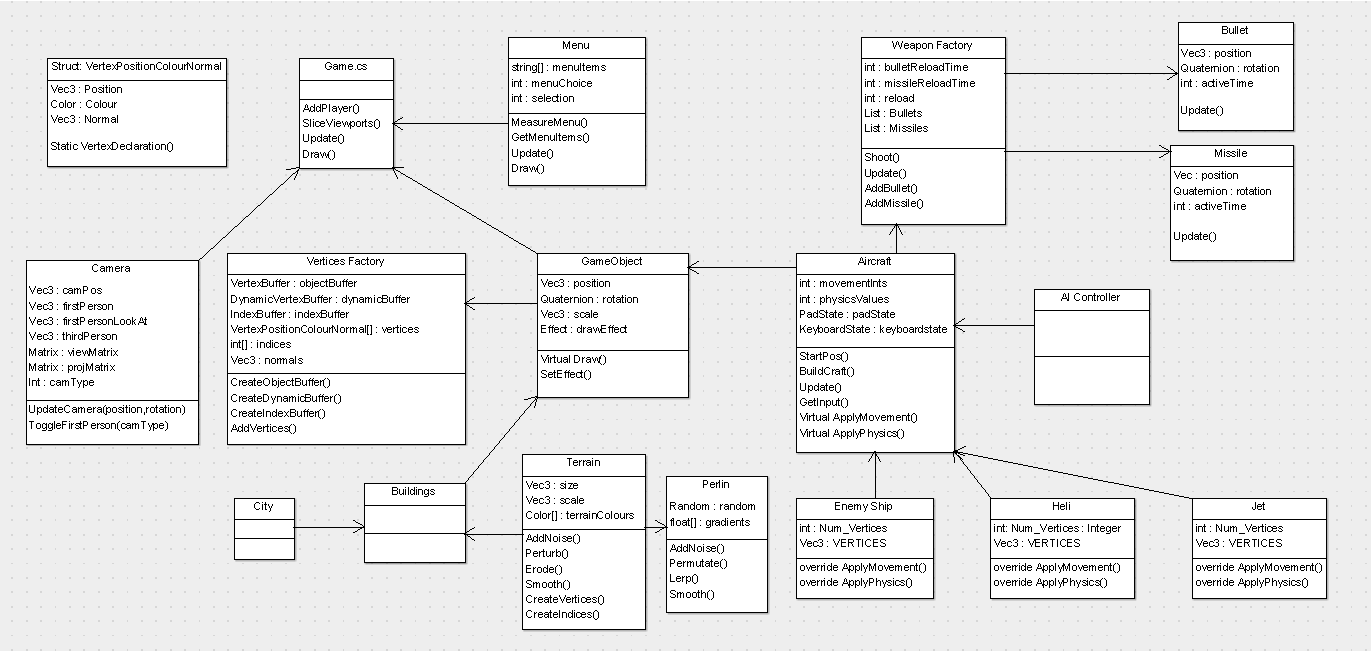 Struct: VertexPositionColourNormal
Vec3 : Position
Color : Colour
Vec3 : Normal
Static VertexDeclaration()
Game.cs
AddPlayer()
SliceViewports()
Update()
Draw()
Menu
string[] : menuItems
int : menuChoice
int : selection
MeasureMenu()
GetMenuItems()
Update()
Draw()
Weapon Factory
int : bulletReloadTime
int : missileReloadTime
int : reload
List : Bullets
List : Missiles
Shoot()
Update()
AddBullet()
AddMissile()
Bullet
Vec3 : position
Quaternion : rotation
int : activeTime
Update()
Missile
Vec : position
Quaternion : rotation
int : activeTime
Update()
Camera
Vec3 : camPos
Vec3 : firstPerson
Vec3 : firstPersonLookAt
Vec3 : thirdPerson
Matrix : viewMatrix
Matrix : projMatrix
Int : camType
UpdateCamera(position,rotation)
ToggleFirstPerson(camType)
Vertices Factory
VertexBuffer : objectBuffer
DynamicVertexBuffer : dynamicBuffer
IndexBuffer : indexBuffer
VertexPositionColourNormal[] : vertices
int[] : indices
Vec3 : normals
CreateObjectBuffer()
CreateDynamicBuffer()
CreateIndexBuffer()
AddVertices()
GameObject
Vec3 : position
Quaternion : rotation
Vec3 : scale
Effect : drawEffect
Virtual Draw()
SetEffect()
Aircraft
int : movementInts
int : physicsValues
PadState : padState
KeyboardState : keyboardstate
StartPos()
BuildCraft()
Update()
GetInput()
Virtual ApplyMovement()
Virtual ApplyPhysics()
AI Controller
City
Buildings
Terrain
Vec3 : size
Vec3 : scale
Color[] : terrainColours
AddNoise()
Perturb()
Erode()
Smooth()
CreateVertices()
CreateIndices()
Perlin
Random : random
float[] : gradients
AddNoise()
Permutate()
Lerp()
Smooth()
Enemy Ship
int : Num_Vertices
Vec3 : VERTICES
override ApplyMovement()
override ApplyPhysics()
Heli
int: Num_Vertices : Integer
Vec3 : VERTICES
override ApplyMovement()
override ApplyPhysics()
Jet
int : Num_Vertices
Vec3 : VERTICES
override ApplyMovement()
override ApplyPhysics()